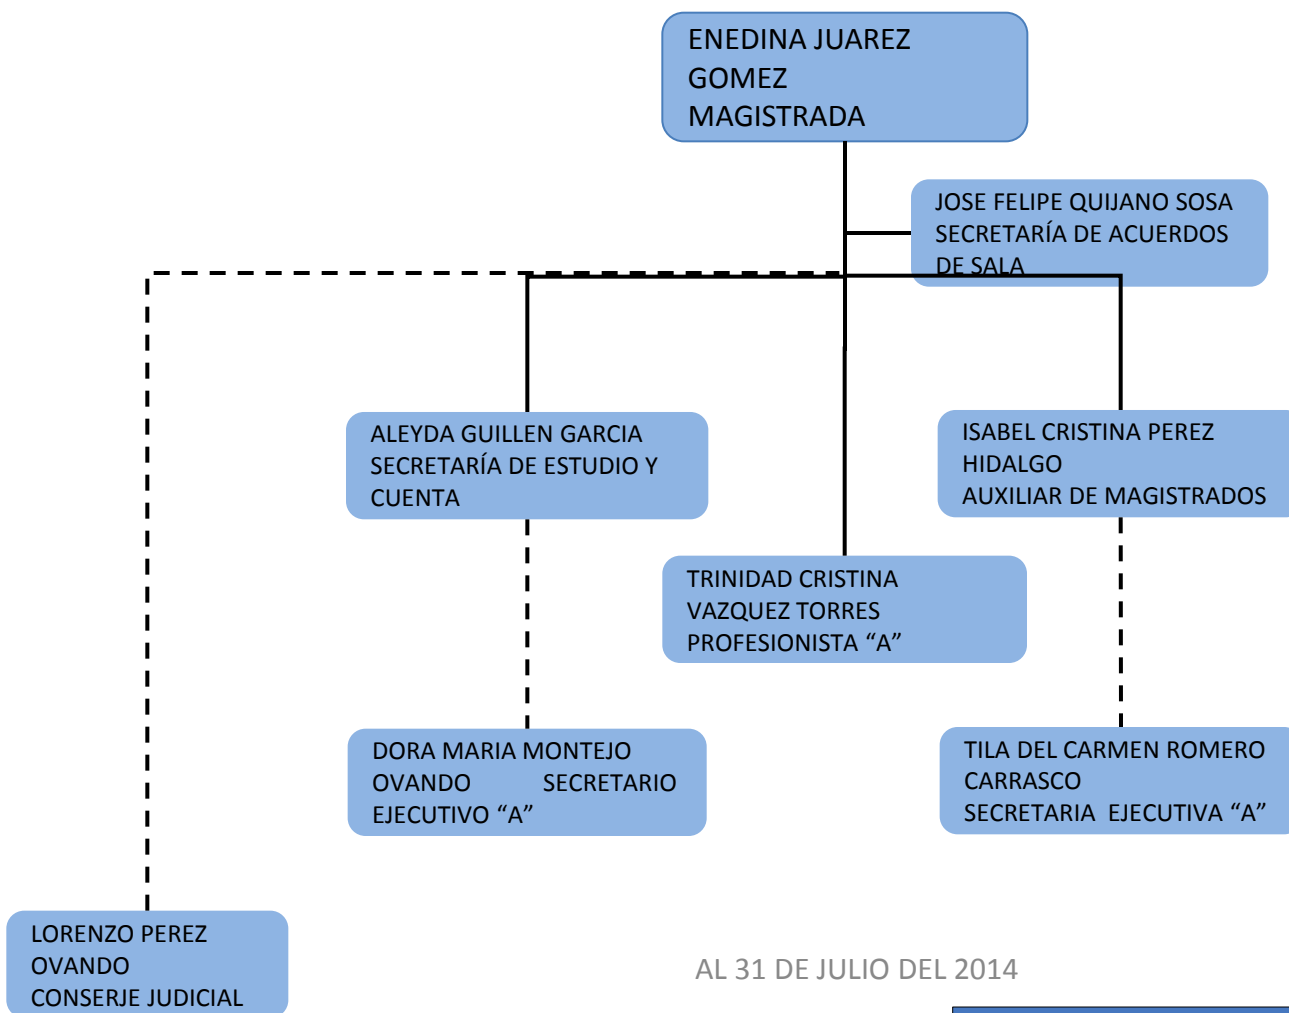 ENEDINA JUAREZ
GOMEZ
MAGISTRADA
JOSE FELIPE QUIJANO SOSA
SECRETARÍA DE ACUERDOS
DE SALA
ALEYDA GUILLEN GARCIA
SECRETARÍA DE ESTUDIO Y
CUENTA
ISABEL CRISTINA PEREZ
HIDALGO
AUXILIAR DE MAGISTRADOS
TRINIDAD CRISTINA
VAZQUEZ TORRES
PROFESIONISTA “A”
DORA MARIA MONTEJO
OVANDO SECRETARIO
EJECUTIVO “A”
TILA DEL CARMEN ROMERO
CARRASCO
SECRETARIA EJECUTIVA “A”
LORENZO PEREZ
OVANDO
CONSERJE JUDICIAL
AL 31 DE JULIO DEL 2014